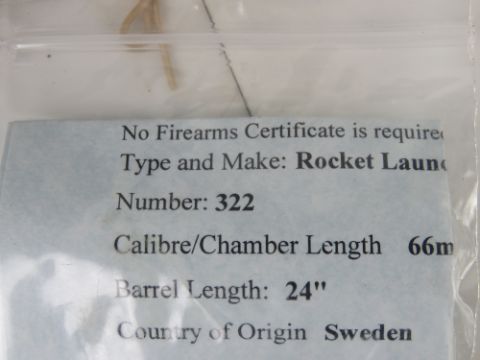 No Firearms Certificate is require
Type and Make: Rocket Laun
Number: 322
Calibre/Chamber Length 66m
Barrel Length: 24"
Country of Origin Sweden